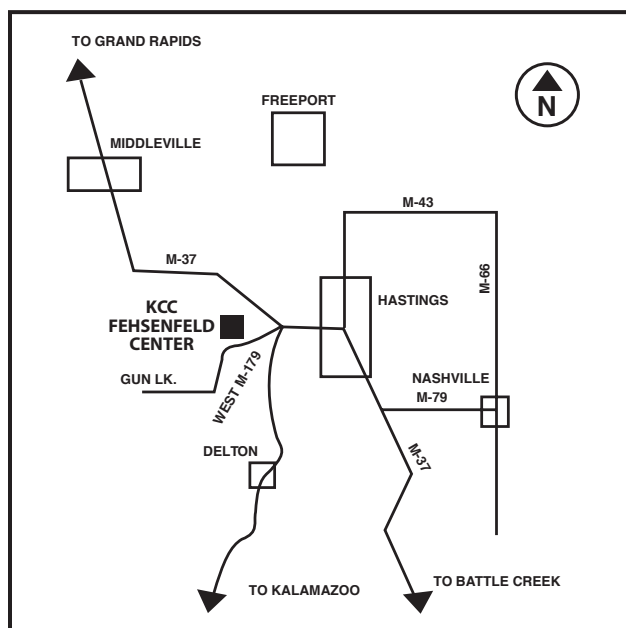 TO GRAND RAPIDS
FREEPORT
N
MIDDLEVILLE
M-43
M-37
M-66
KCC
FEHSENFELD
CENTER
HASTINGS
GUN LK.
WEST M-179
NASHVILLE
M-79
DELTON
M-37
TO KALAMAZOO
TO BATTLE CREEK